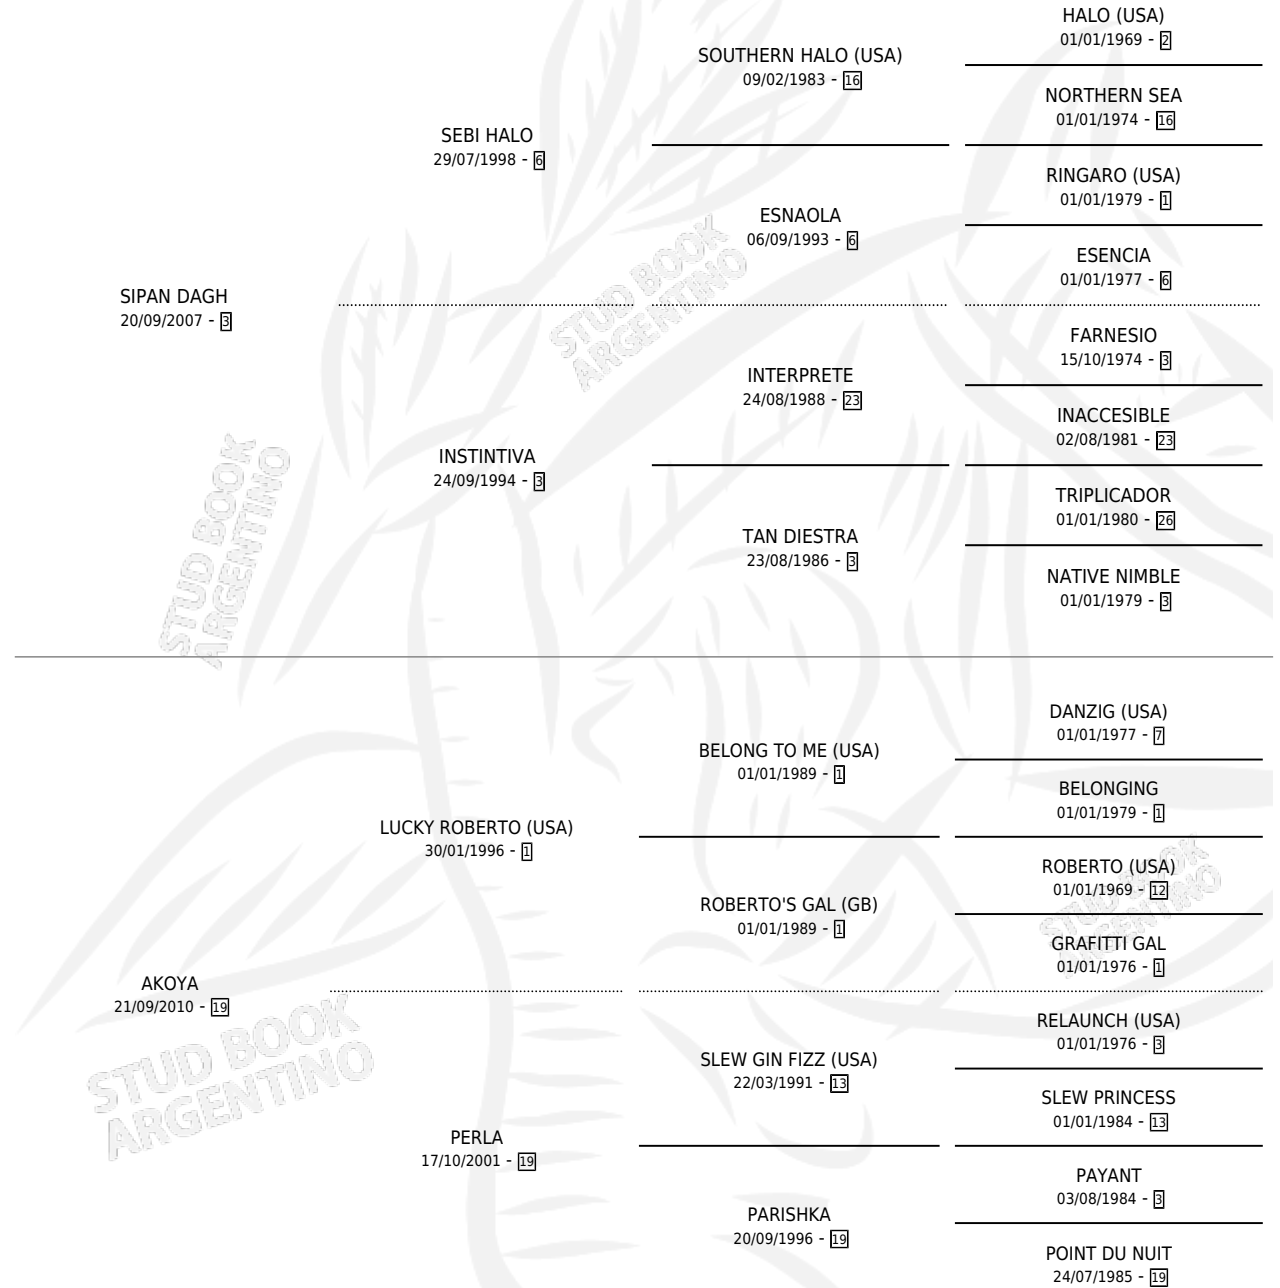 HALO (USA)
01/01/1969 - 2
SOUTHERN HALO (USA)
09/02/1983 - 16
NORTHERN SEA
01/01/1974 - 16
SEBI HALO
29/07/1998 - 6
RINGARO (USA)
01/01/1979 - 1
ESNAOLA
06/09/1993 - 6
ESENCIA
01/01/1977 - 6
SIPAN DAGH
20/09/2007 - 3
FARNESIO
15/10/1974 - 3
INTERPRETE
24/08/1988 - 23
INACCESIBLE
02/08/1981 - 23
INSTINTIVA
24/09/1994 - 3
TRIPLICADOR
01/01/1980 - 26
TAN DIESTRA
23/08/1986 - 3
NATIVE NIMBLE
01/01/1979 - 3
DANZIG (USA)
01/01/1977 - 7
BELONG TO ME (USA)
01/01/1989 - 1
BELONGING
01/01/1979 - 1
LUCKY ROBERTO (USA)
30/01/1996 - 1
ROBERTO (USA)
01/01/1969 - 12
ROBERTO'S GAL (GB)
01/01/1989 - 1
GRAFITTI GAL
01/01/1976 - 1
AKOYA
21/09/2010 - 19
RELAUNCH (USA)
01/01/1976 - 3
SLEW GIN FIZZ (USA)
22/03/1991 - 13
SLEW PRINCESS
01/01/1984 - 13
PERLA
17/10/2001 - 19
PAYANT
03/08/1984 - 3
PARISHKA
20/09/1996 - 19
POINT DU NUIT
24/07/1985 - 19
STUD BOOK
ARGENTINO
STUD BOOK
ARGENTINO
STUD BOOK
ARGENTINO
STUD BOOK
ARGENTINO